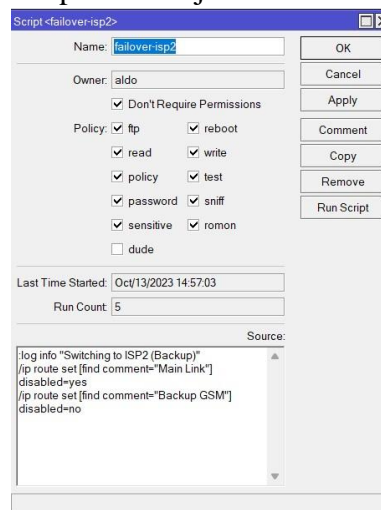 Script <failover-isp2>
Name: failover-isp2
OK
Owner: aldo
Cancel
Don't Require Permissions
Apply
Policy: ftp reboot
Comment
read write
Copy
policy test
Remove
password sniff
Run Script
sensitive romon
dude
Last Time Started: Oct/13/2023 14:57:03
Run Count: 5
Source:
:log info "Switching to ISP2 (Backup)"
/ip route set [find comment="Main Link"]
disabled=yes
/ip route set [find comment="Backup GSM"]
disabled=no